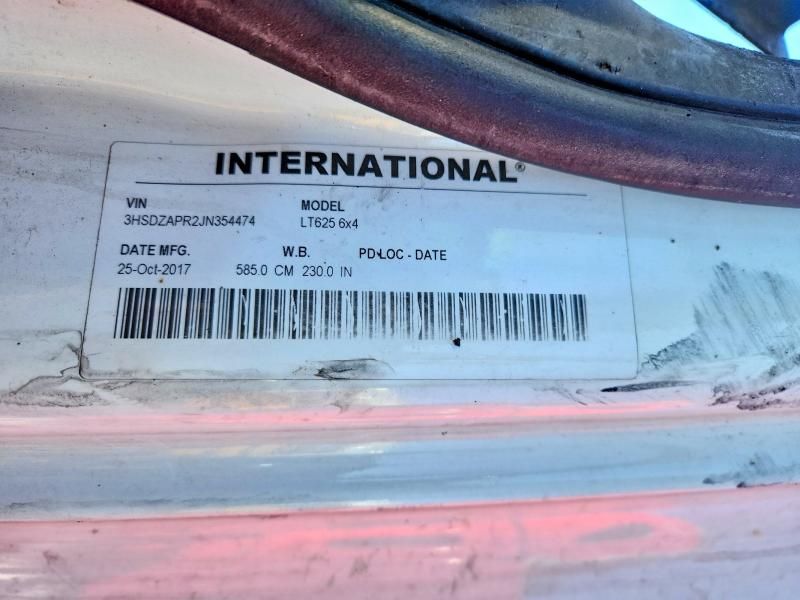 INTERNATIONAL®
VIN MODEL
3HSDZAPR2JN354474 LT625 6x4
DATE MFG. W.B. PD LOC - DATE
25-Oct-2017 585.0 CM 230.0 IN